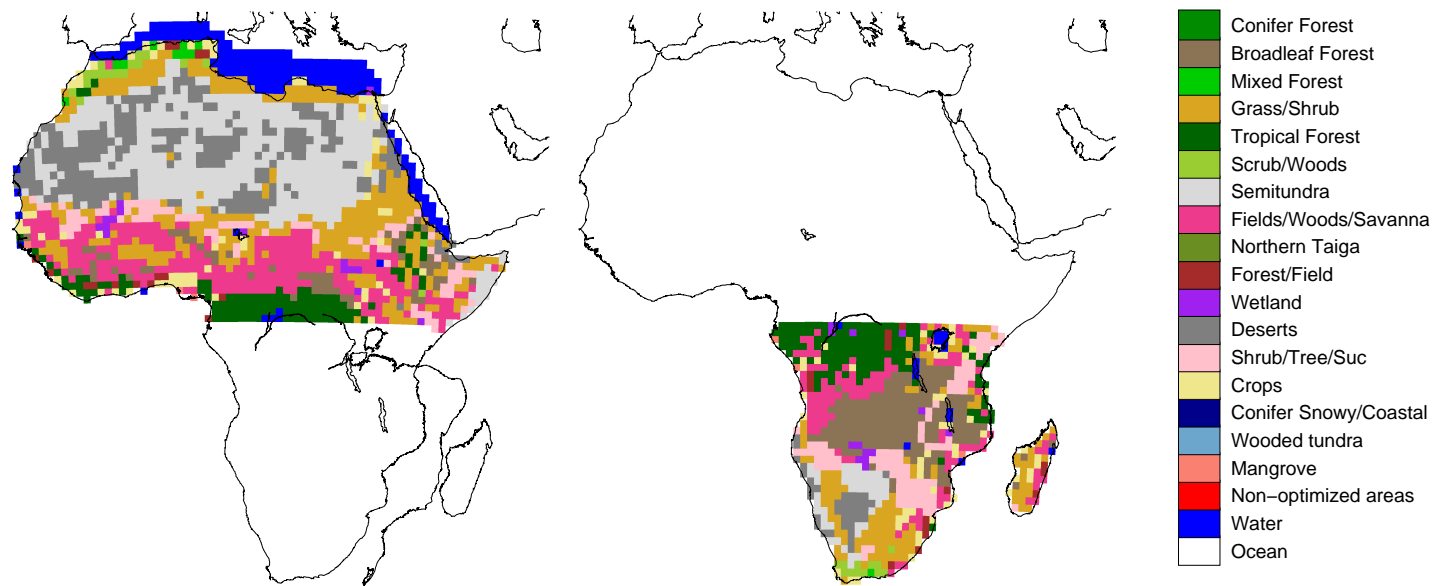 Conifer Forest
Broadleaf Forest
Mixed Forest
Grass/Shrub
Tropical Forest
Scrub/Woods
Semitundra
Fields/Woods/Savanna
Northern Taiga
Forest/Field
Wetland
Deserts
Shrub/Tree/Suc
Crops
Conifer Snowy/Coastal
Wooded tundra
Mangrove
Non−optimized areas
Water
Ocean